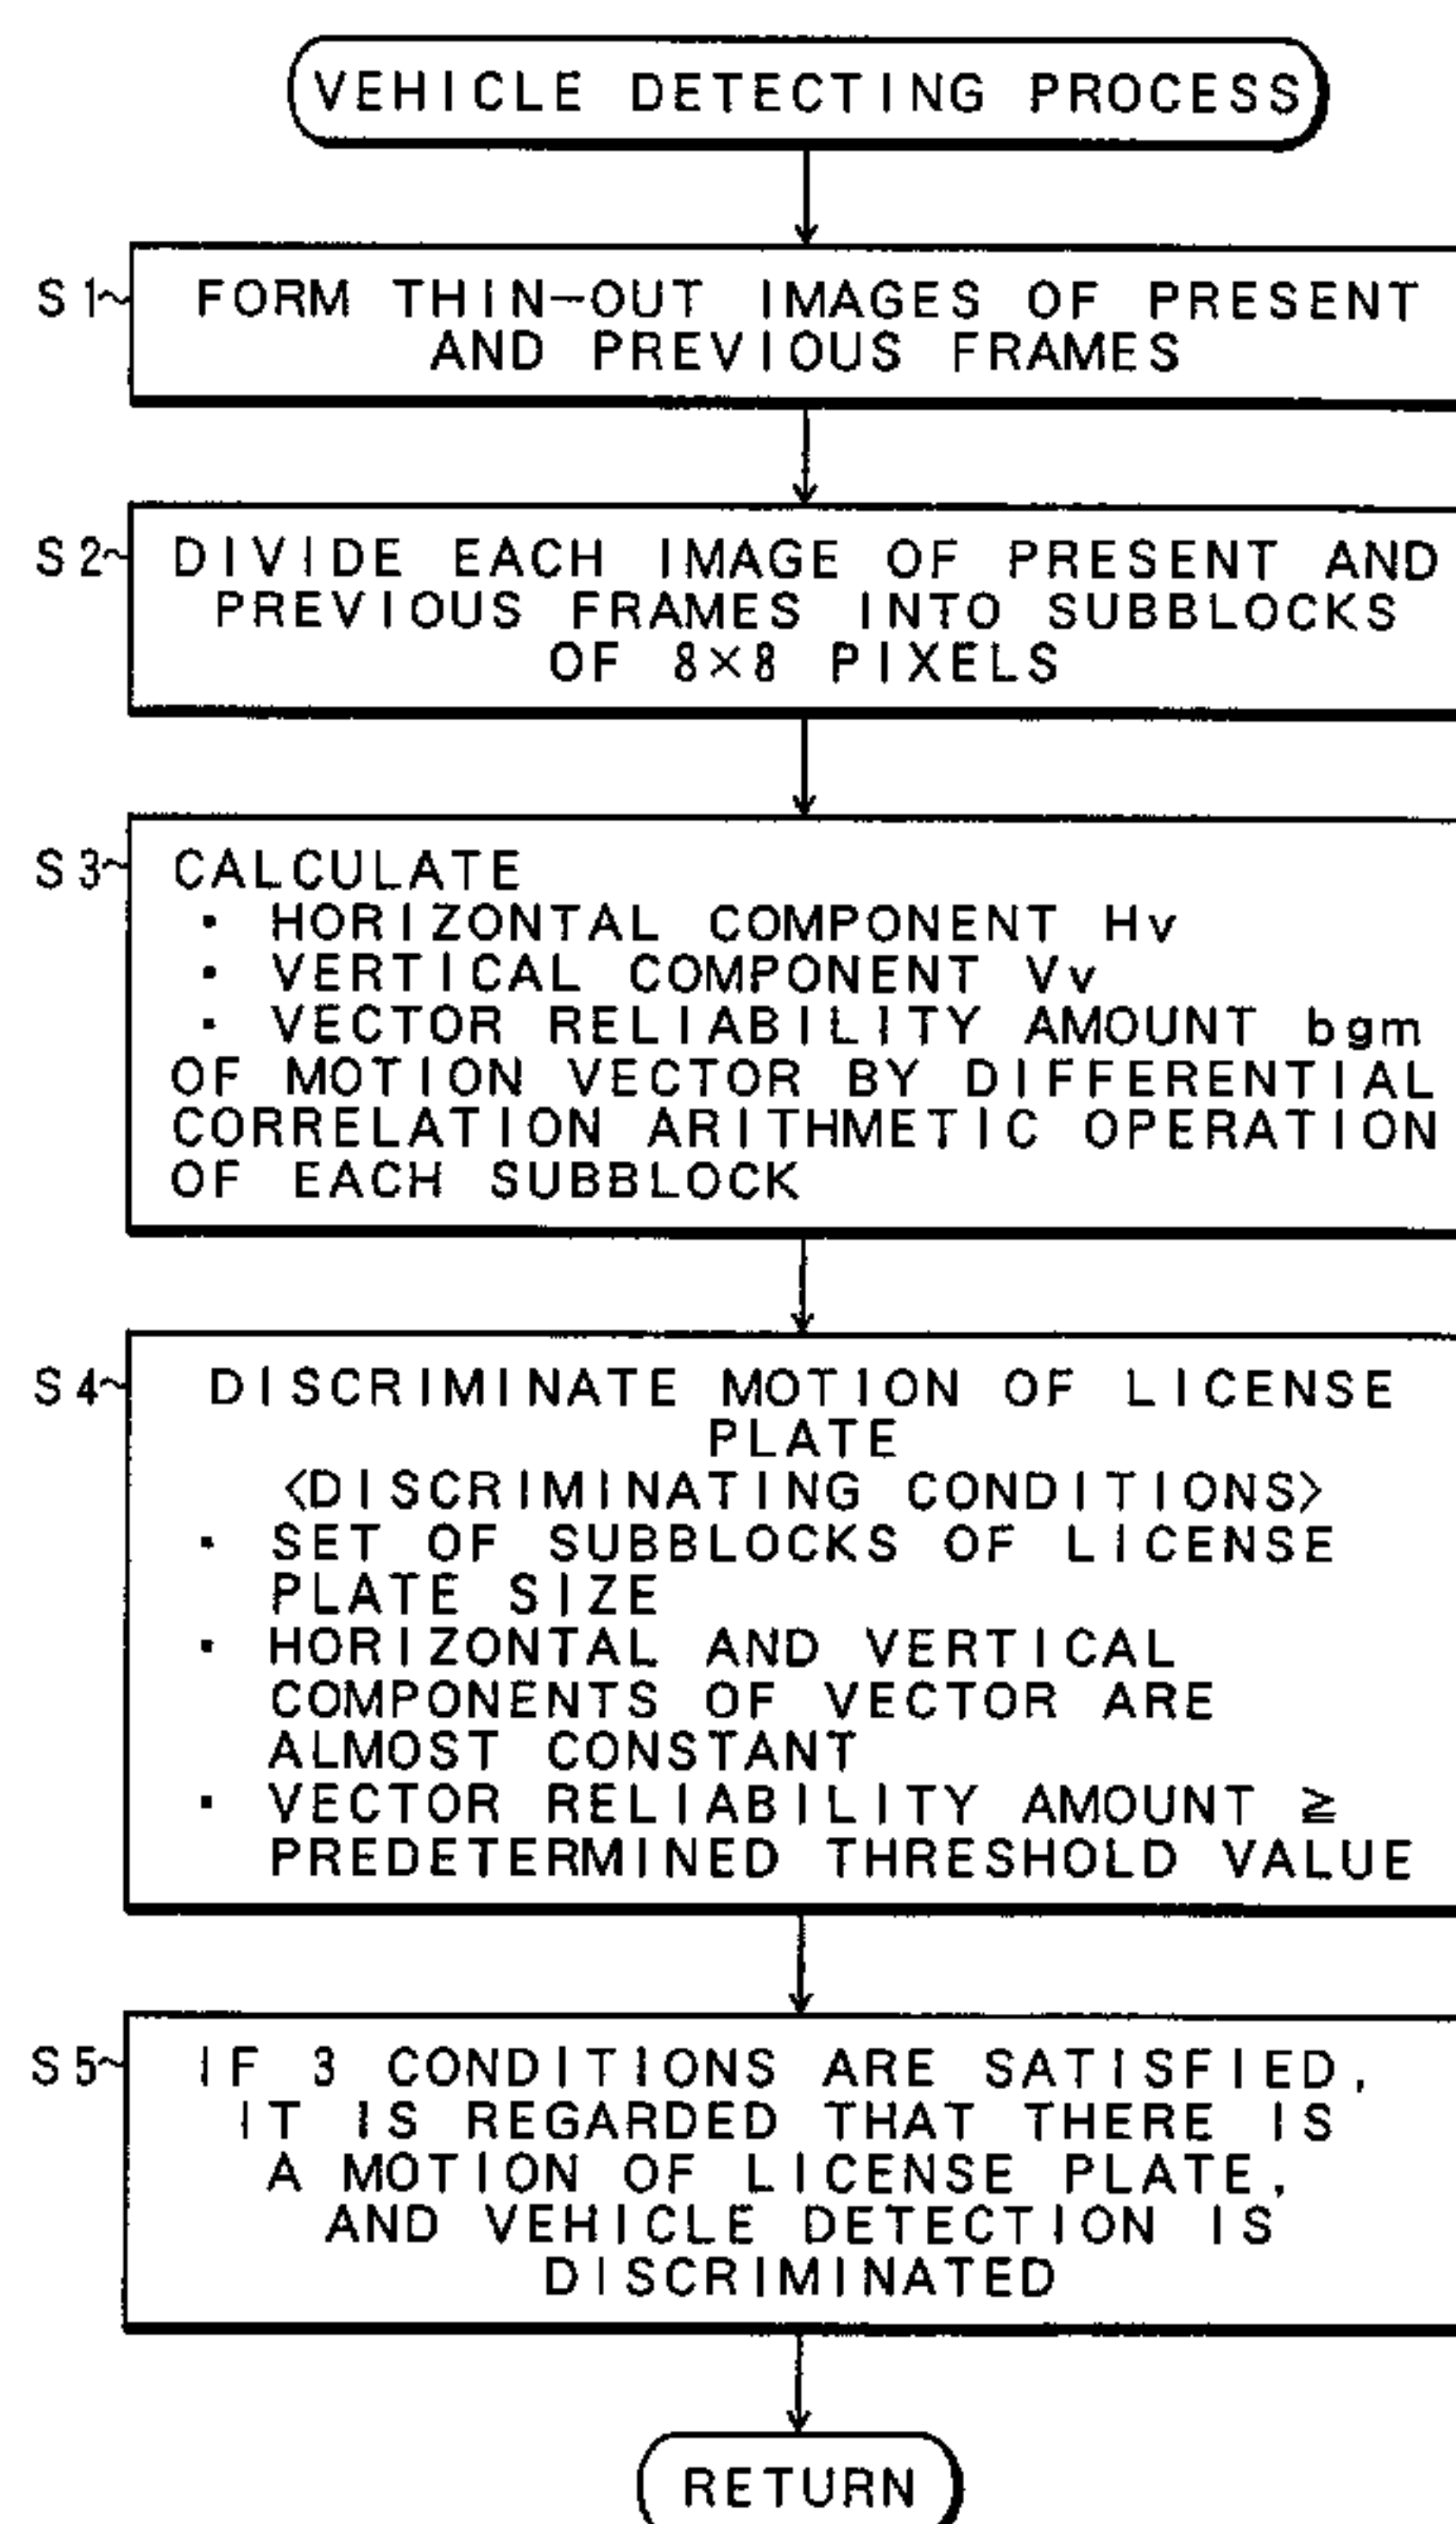 VEHICLE DETECTING PROCESS
S1~ FORM THIN-OUT IMAGES OF PRESENT
AND PREVIOUS FRAMES
S2~ DIVIDE EACH IMAGE OF PRESENT AND
PREVIOUS FRAMES INTO SUBBLOCKS
OF 8×8 PIXELS
S3~ CALCULATE
· HORIZONTAL COMPONENT Hv
· VERTICAL COMPONENT Vv
· VECTOR RELIABILITY AMOUNT bgm
OF MOTION VECTOR BY DIFFERENTIAL
CORRELATION ARITHMETIC OPERATION
OF EACH SUBBLOCK
S4~ DISCRIMINATE MOTION OF LICENSE
PLATE
<DISCRIMINATING CONDITIONS>
· SET OF SUBBLOCKS OF LICENSE
PLATE SIZE
· HORIZONTAL AND VERTICAL
COMPONENTS OF VECTOR ARE
ALMOST CONSTANT
· VECTOR RELIABILITY AMOUNT ≧
PREDETERMINED THRESHOLD VALUE
S5~ IF 3 CONDITIONS ARE SATISFIED,
IT IS REGARDED THAT THERE IS
A MOTION OF LICENSE PLATE,
AND VEHICLE DETECTION IS
DISCRIMINATED
RETURN